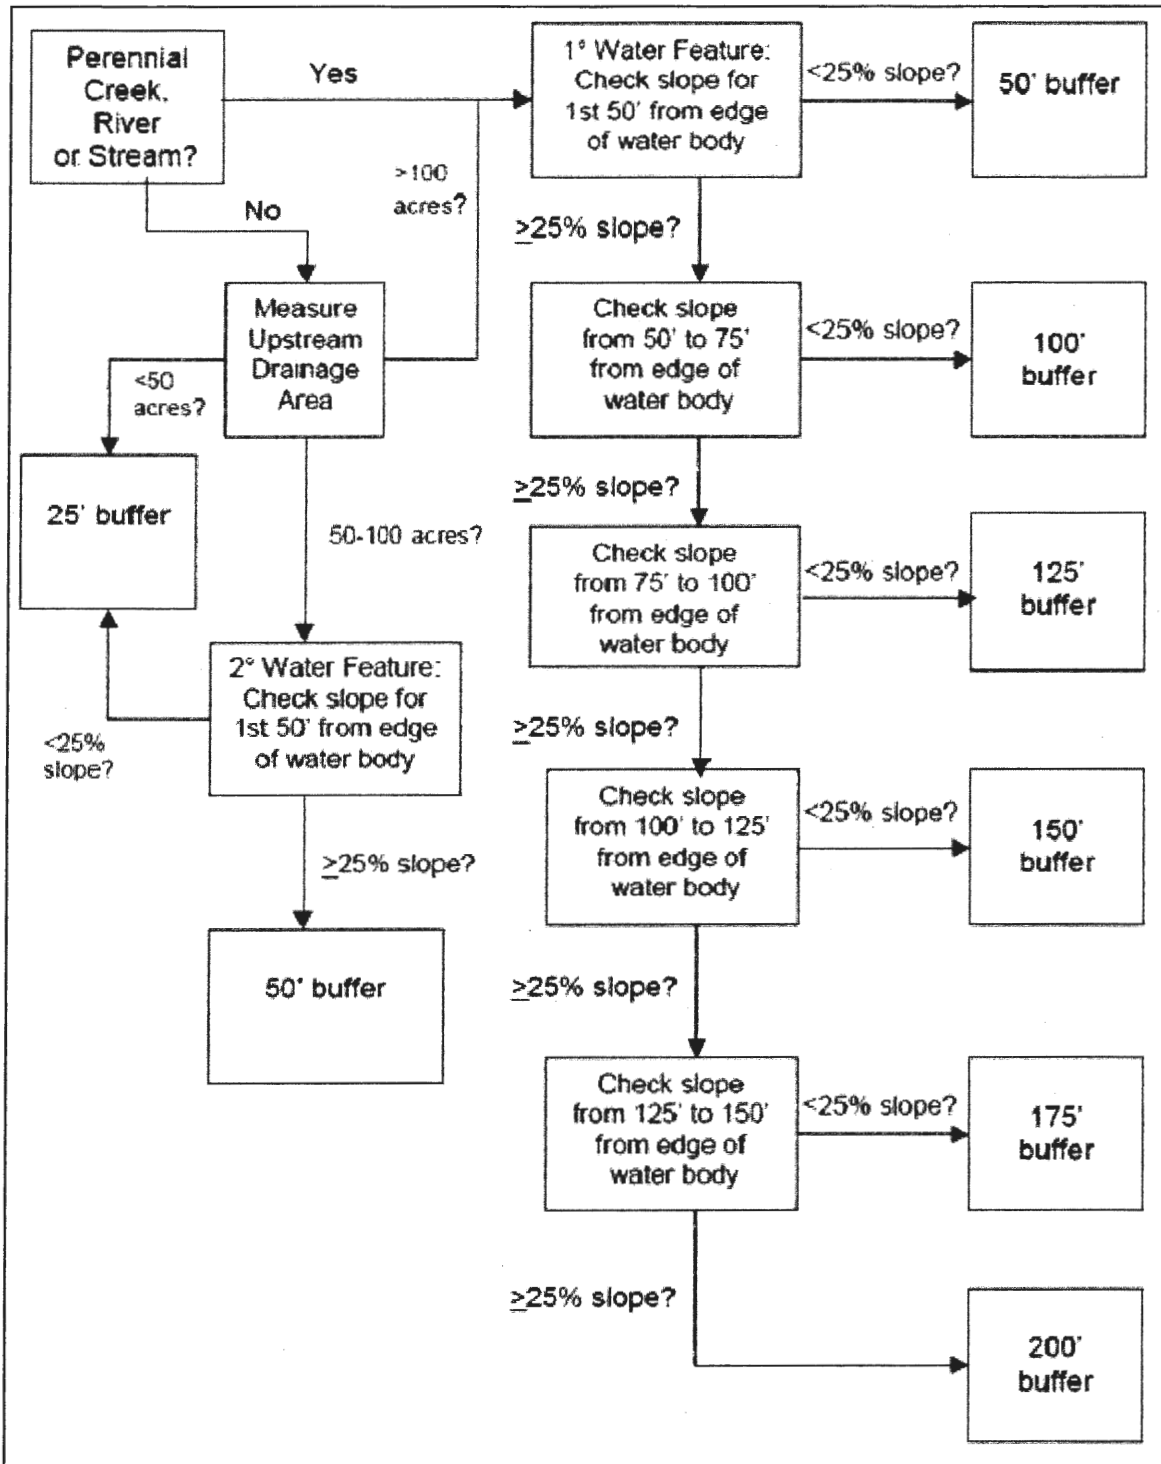 Perennial
Creek,
River
or Stream?
Yes
No
>100
acres?
Measure
Upstream
Drainage
Area
<50
acres?
25' buffer
50-100 acres?
2° Water Feature:
Check slope for
1st 50' from edge
of water body
<25%
slope?
≥25% slope?
50' buffer
1° Water Feature:
Check slope for
1st 50' from edge
of water body
<25% slope?
50' buffer
≥25% slope?
Check slope
from 50' to 75'
from edge of
water body
<25% slope?
100'
buffer
≥25% slope?
Check slope
from 75' to 100'
from edge of
water body
<25% slope?
125'
buffer
≥25% slope?
Check slope
from 100' to 125'
from edge of
water body
<25% slope?
150'
buffer
≥25% slope?
Check slope
from 125' to 150'
from edge of
water body
<25% slope?
175'
buffer
≥25% slope?
200'
buffer